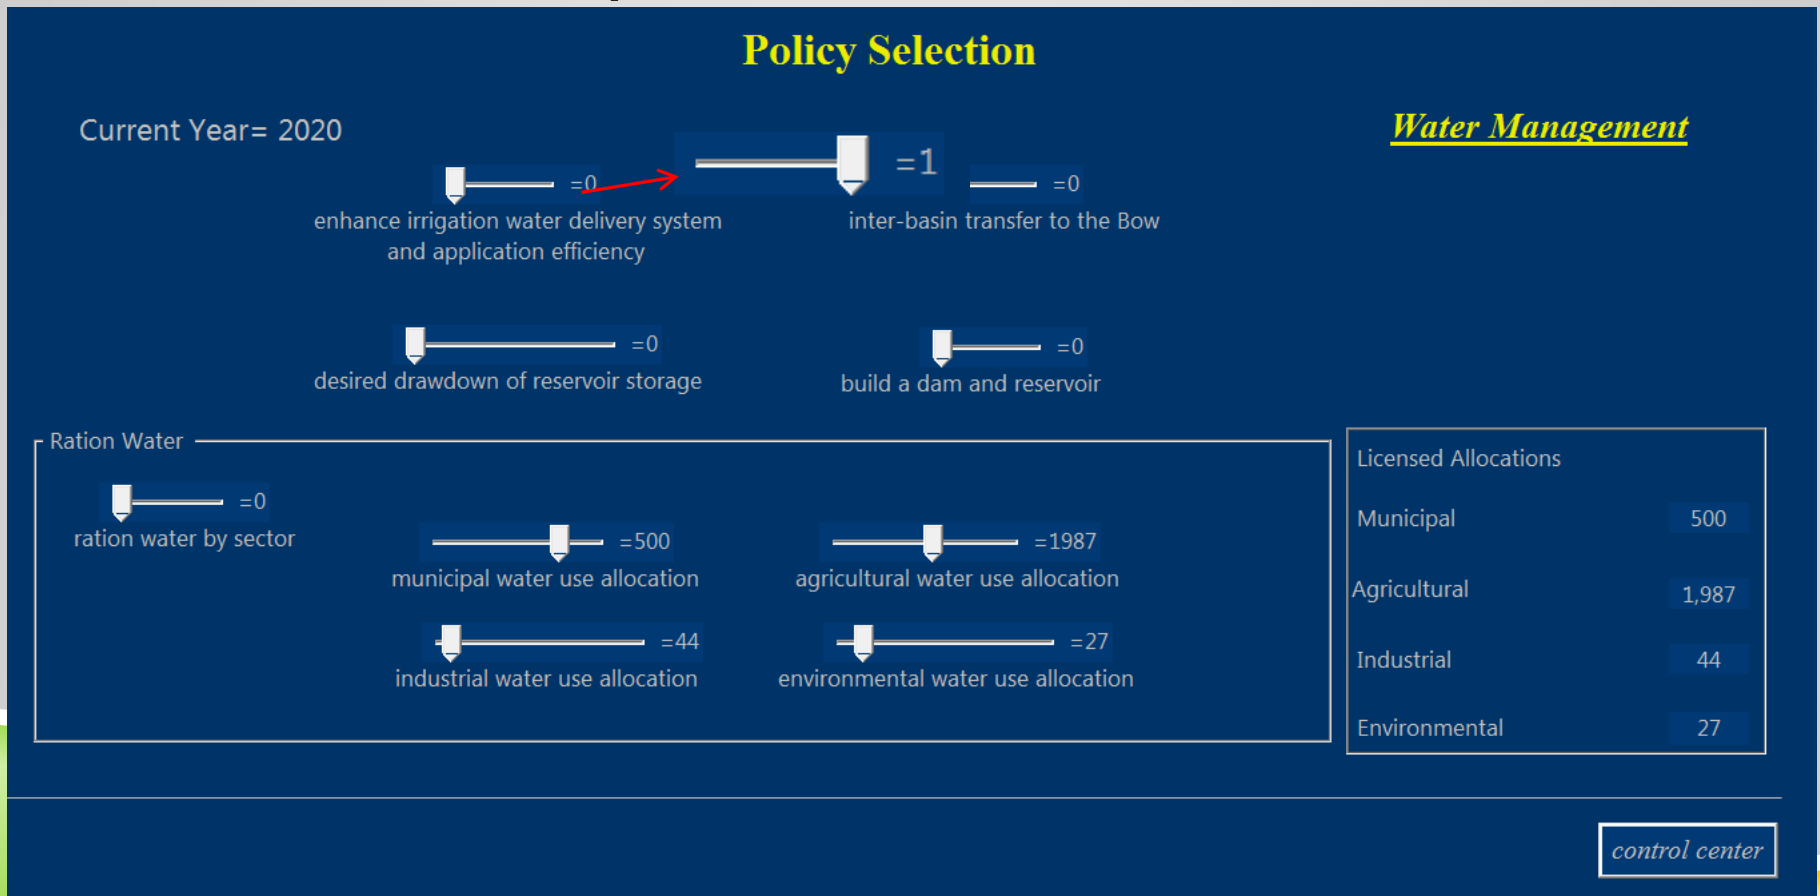 Policy Selection
Current Year= 2020
Water Management
=0
=1
=0
enhance irrigation water delivery system
and application efficiency
inter-basin transfer to the Bow
=0
desired drawdown of reservoir storage
=0
build a dam and reservoir
Ration Water
=0
ration water by sector
=500
municipal water use allocation
=1987
agricultural water use allocation
=44
industrial water use allocation
=27
environmental water use allocation
Licensed Allocations
Municipal 500
Agricultural 1,987
Industrial 44
Environmental 27
control center